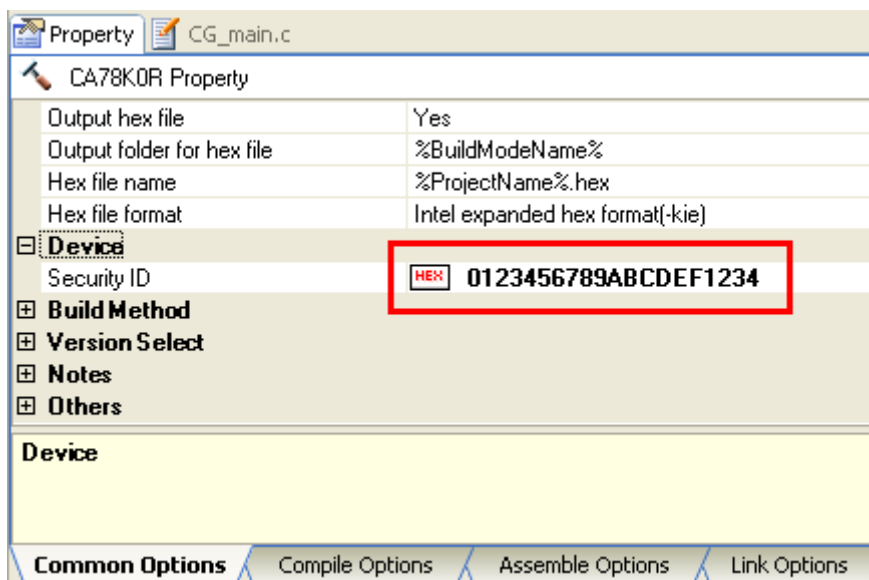 Property CG_main.c
CA78K0R Property
Output hex file Yes
Output folder for hex file %BuildModeName%
Hex file name %ProjectName%.hex
Hex file format Intel expanded hex format(-kie)
Device
Security ID HEX 0123456789ABCDEF1234
Build Method
Version Select
Notes
Others
Device
Common Options Compile Options Assemble Options Link Options